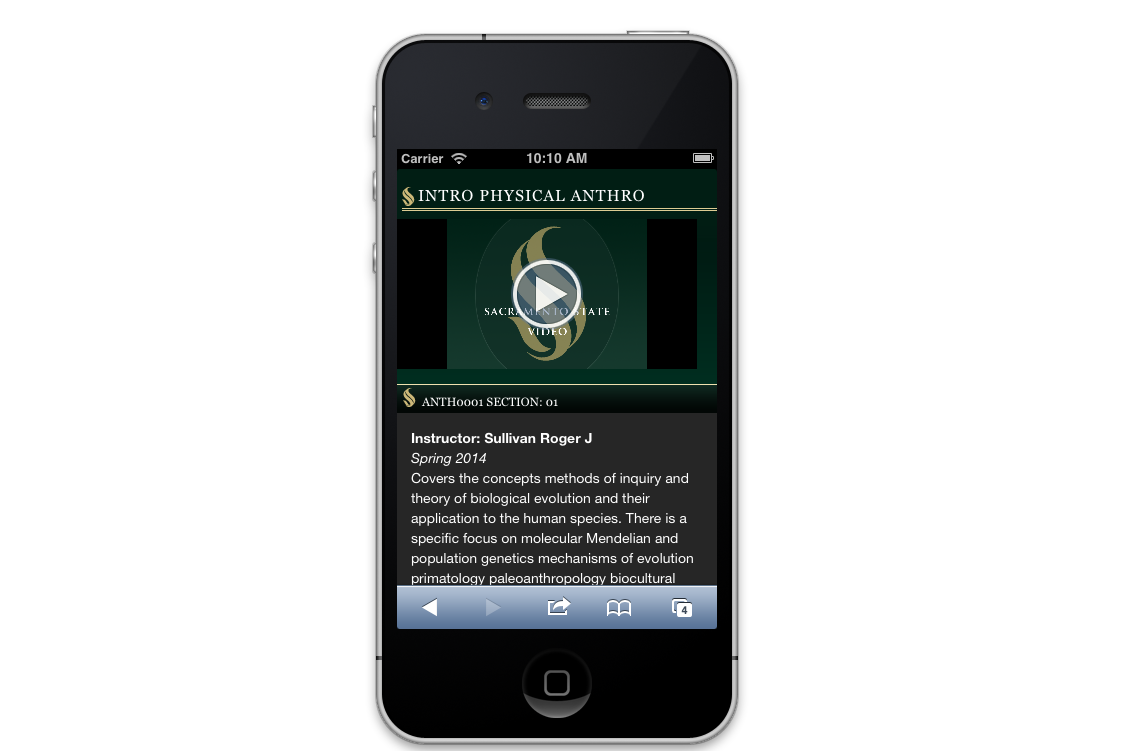 Carrier 10:10 AM
INTRO PHYSICAL ANTHRO
SACRAMENTO STATE
VIDEO
ANTH0001 SECTION: 01
Instructor: Sullivan Roger J
Spring 2014
Covers the concepts methods of inquiry and
theory of biological evolution and their
application to the human species. There is a
specific focus on molecular Mendelian and
population genetics mechanisms of evolution
primatology paleoanthropology biocultural
4